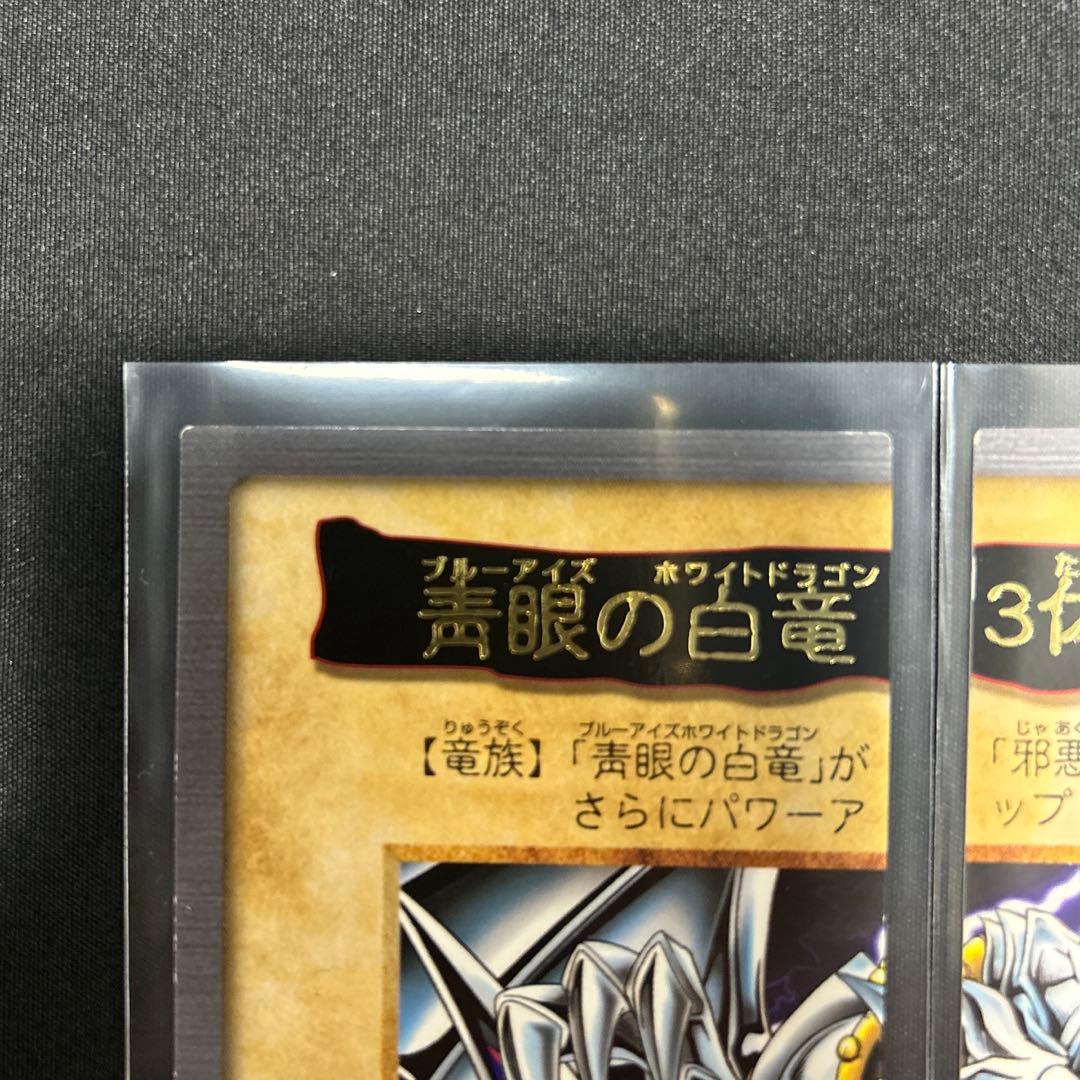 ブルーアイズ ホワイトドラゴン
青眼の白竜 3体
りゅうぞく ブルーアイズホワイトドラゴン じゃあく
【竜族】「青眼の白竜」が「邪悪
さらにパワーアップ